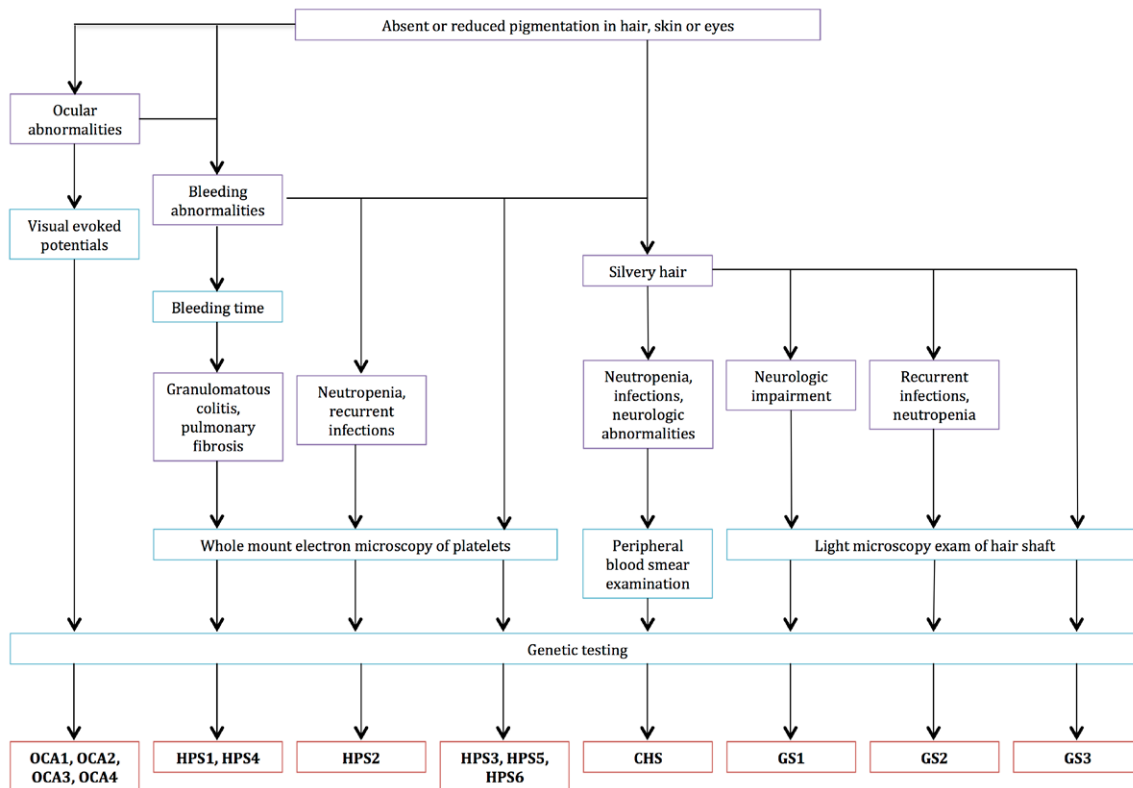 Absent or reduced pigmentation in hair, skin or eyes
Ocular
abnormalities
Bleeding
abnormalities
Visual evoked
potentials
Silvery hair
Bleeding time
Granulomatous
colitis,
pulmonary
fibrosis
Neutropenia,
recurrent
infections
Neutropenia,
infections,
neurologic
abnormalities
Neurologic
impairment
Recurrent
infections,
neutropenia
Whole mount electron microscopy of platelets
Peripheral
blood smear
examination
Light microscopy exam of hair shaft
Genetic testing
OCA1, OCA2,
OCA3, OCA4
HPS1, HPS4
HPS2
HPS3, HPS5,
HPS6
CHS
GS1
GS2
GS3